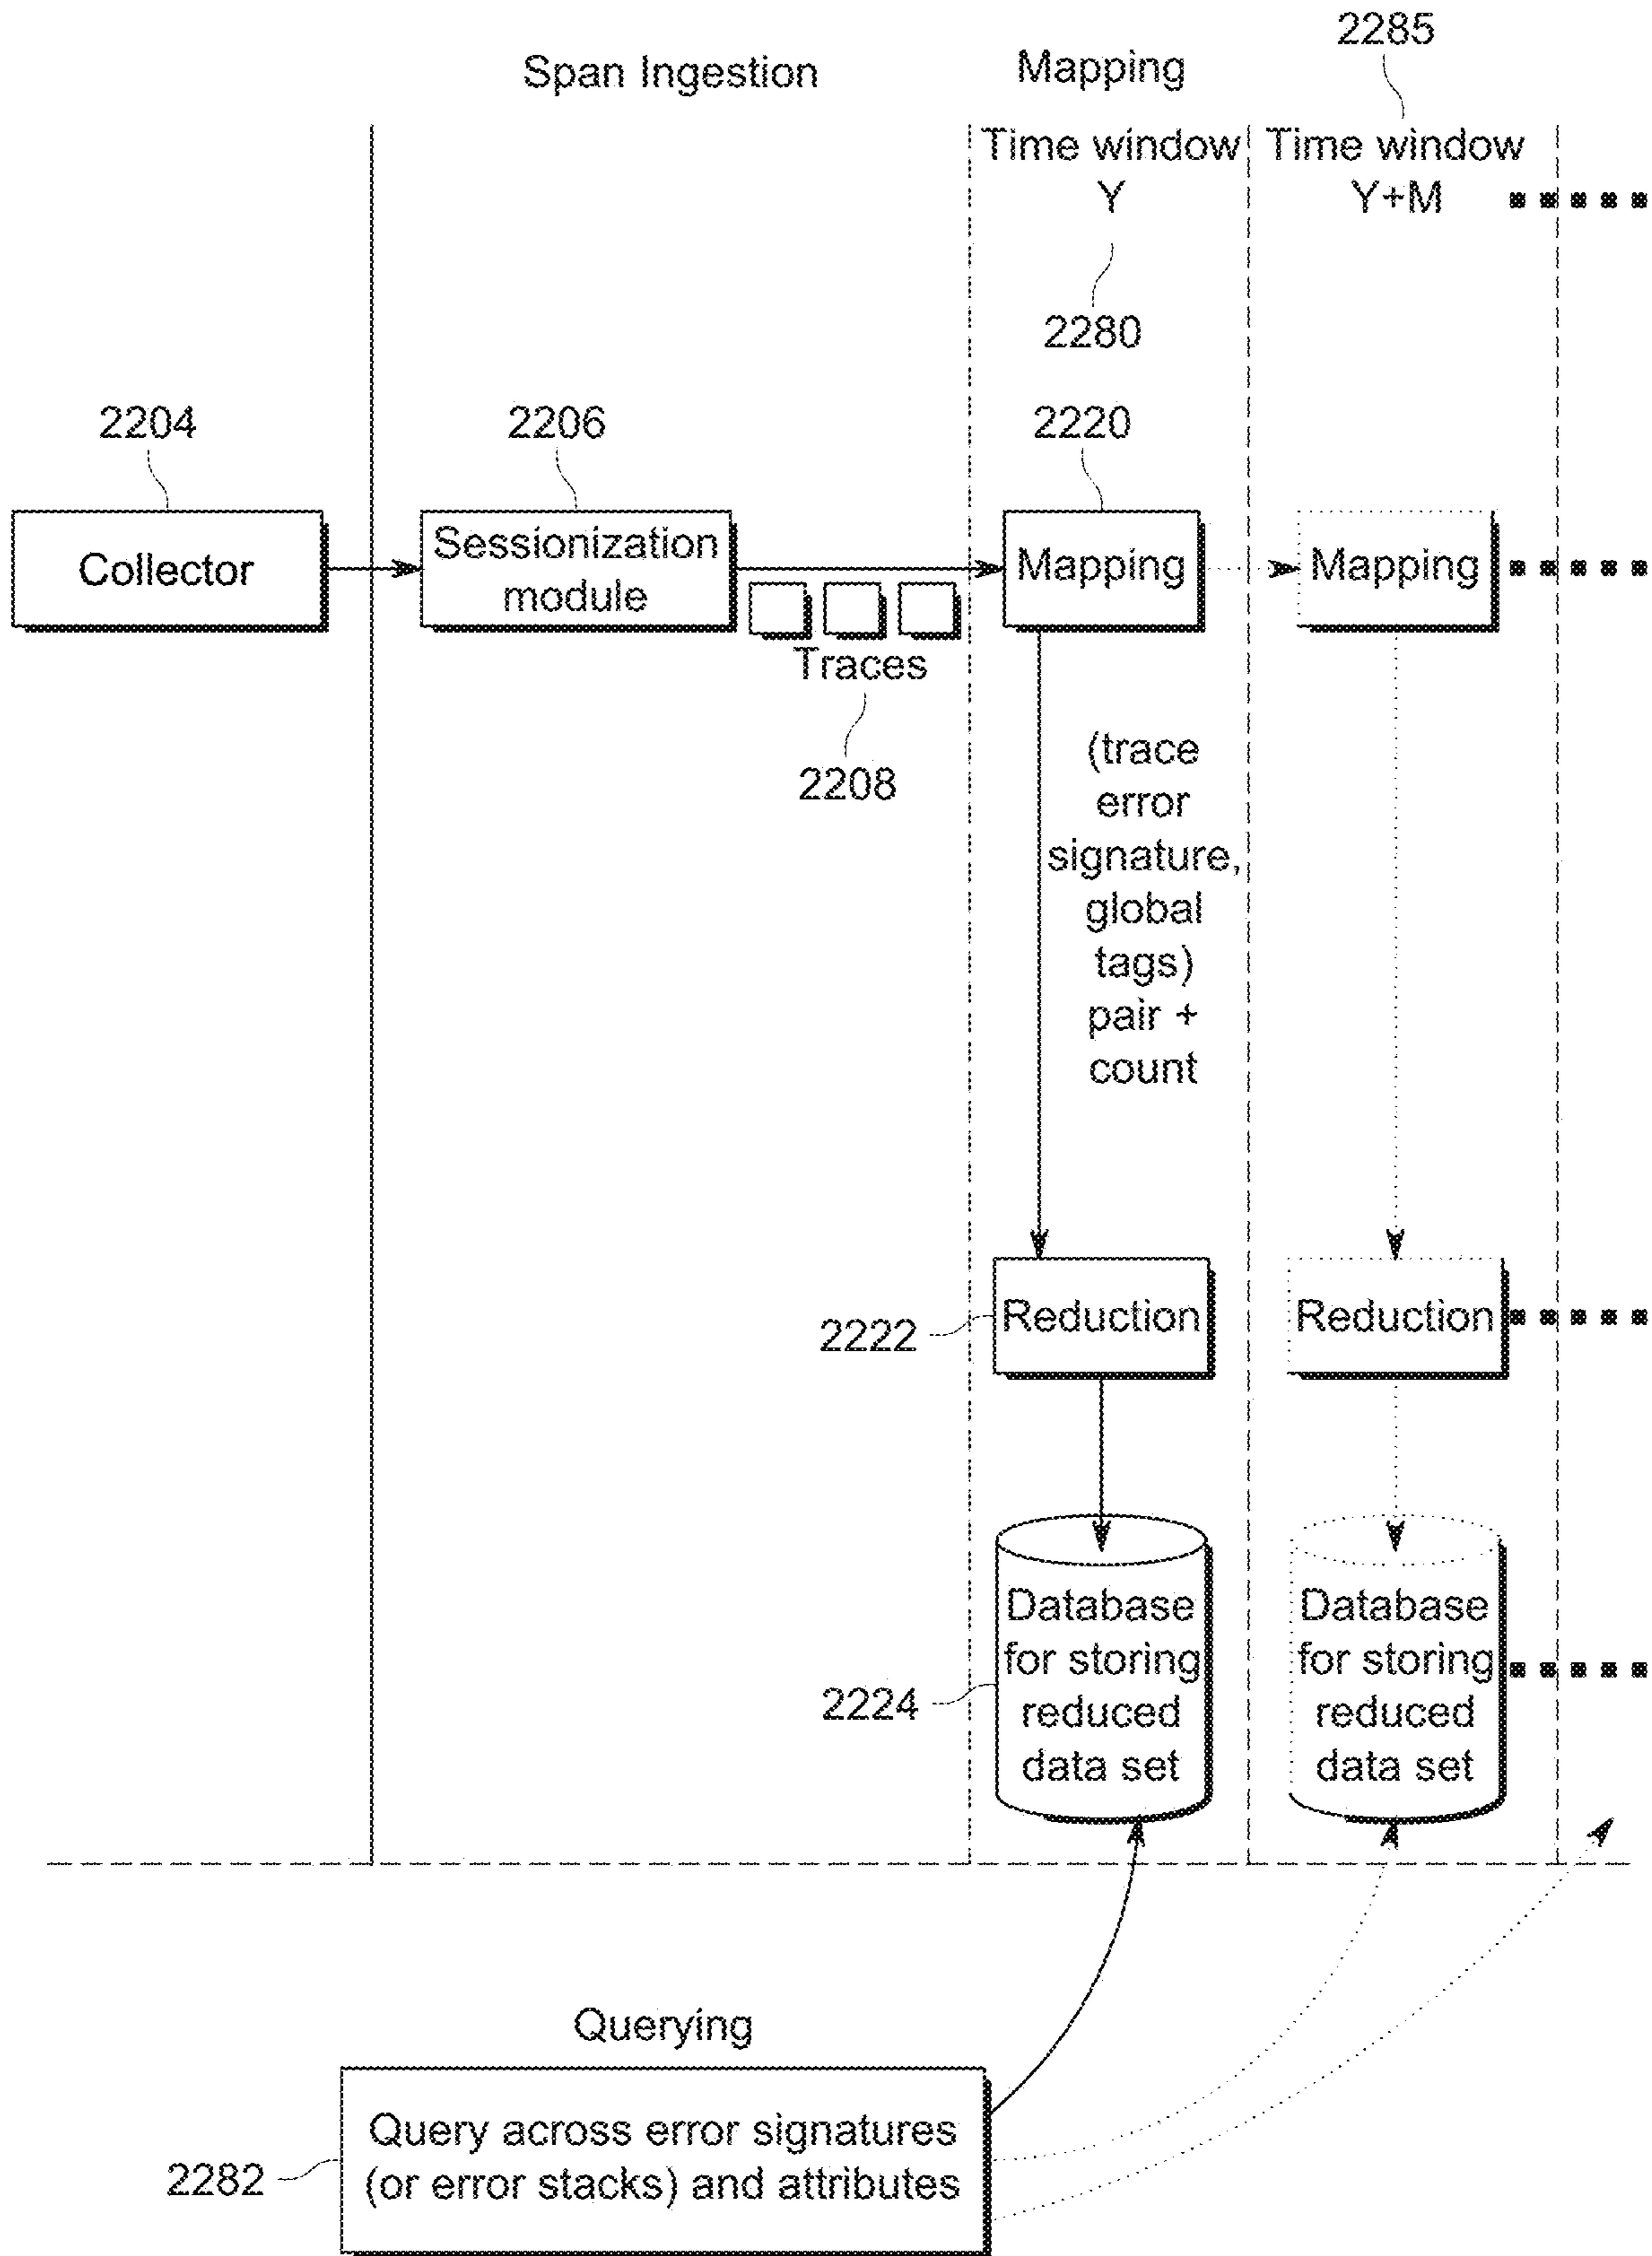 2285
Span Ingestion
Mapping
Time window
Y
Time window
Y+M
2280
2204
2206
2220
Collector
Sessionization
module
Mapping
Mapping
Traces
2208
(trace
error
signature,
global
tags)
pair +
count
2222
Reduction
Reduction
2224
Database
for storing
reduced
data set
Database
for storing
reduced
data set
Querying
2282
Query across error signatures
(or error stacks) and attributes